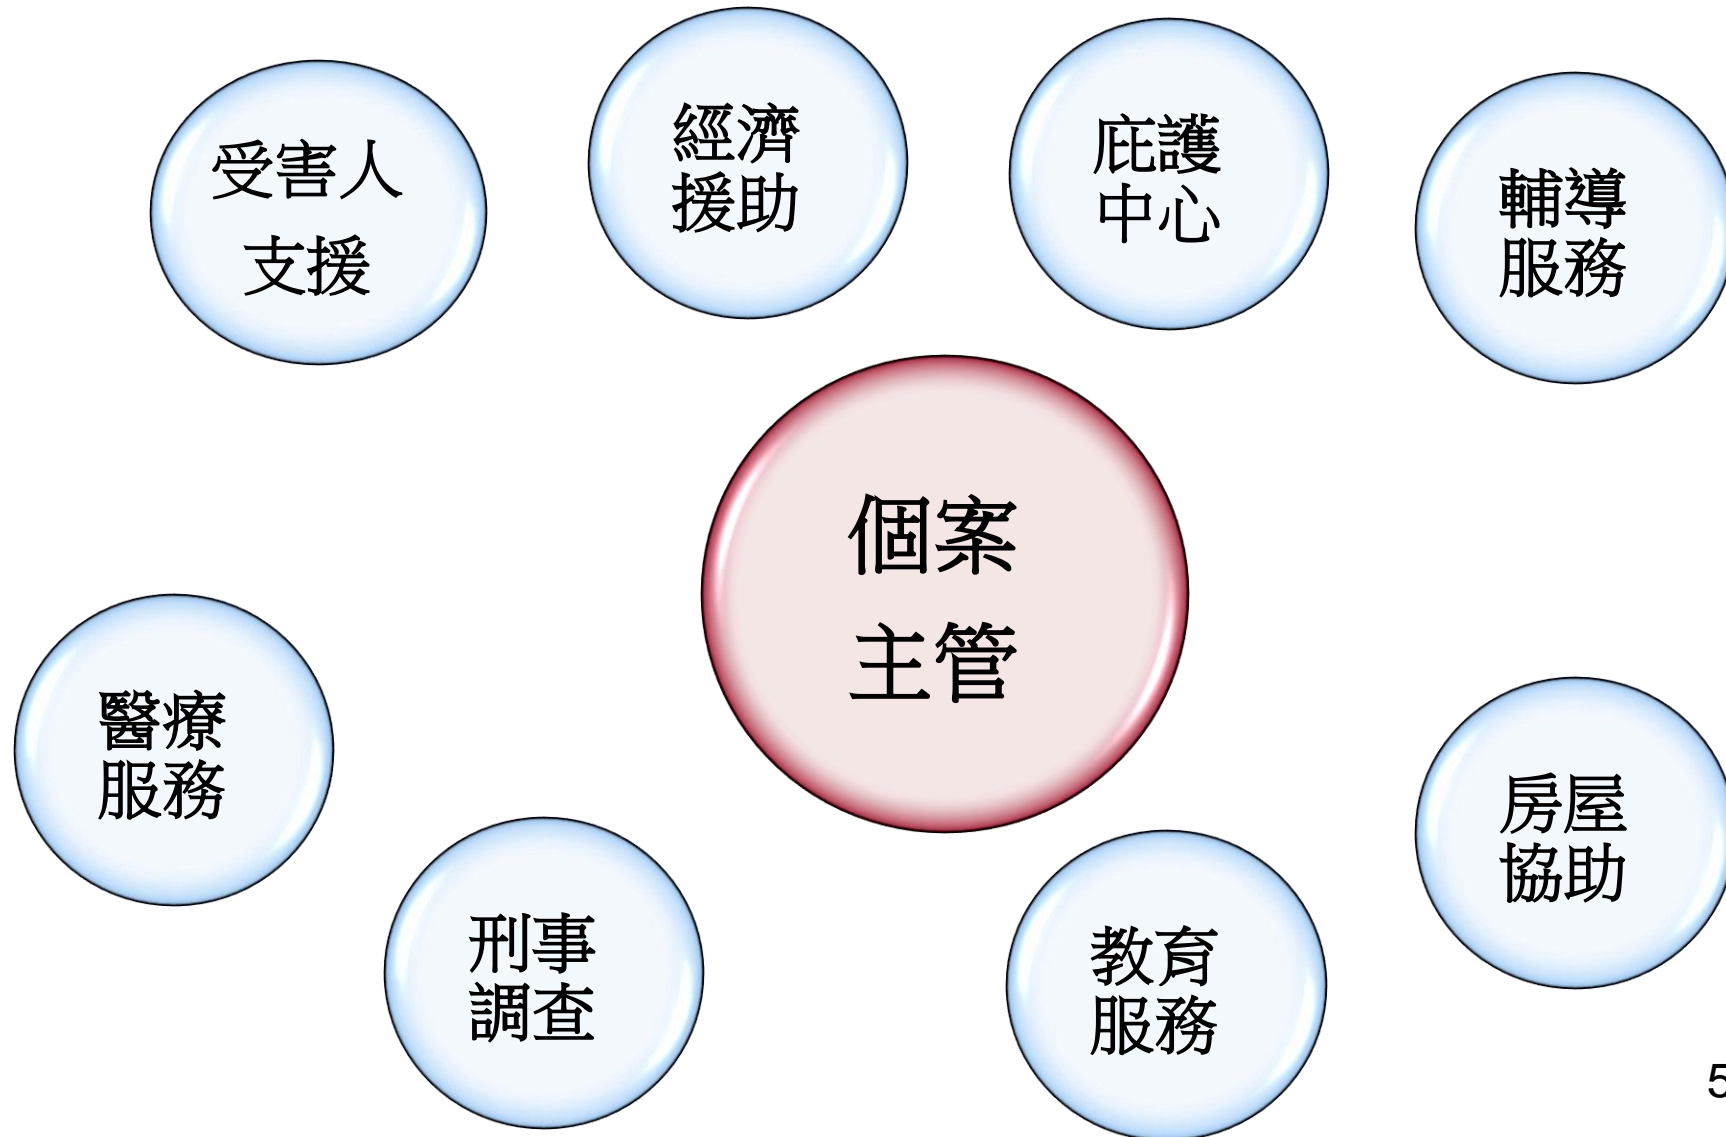 受害人
支援
經濟
援助
庇護
中心
輔導
服務
個案
主管
醫療
服務
房屋
協助
刑事
調查
教育
服務
5